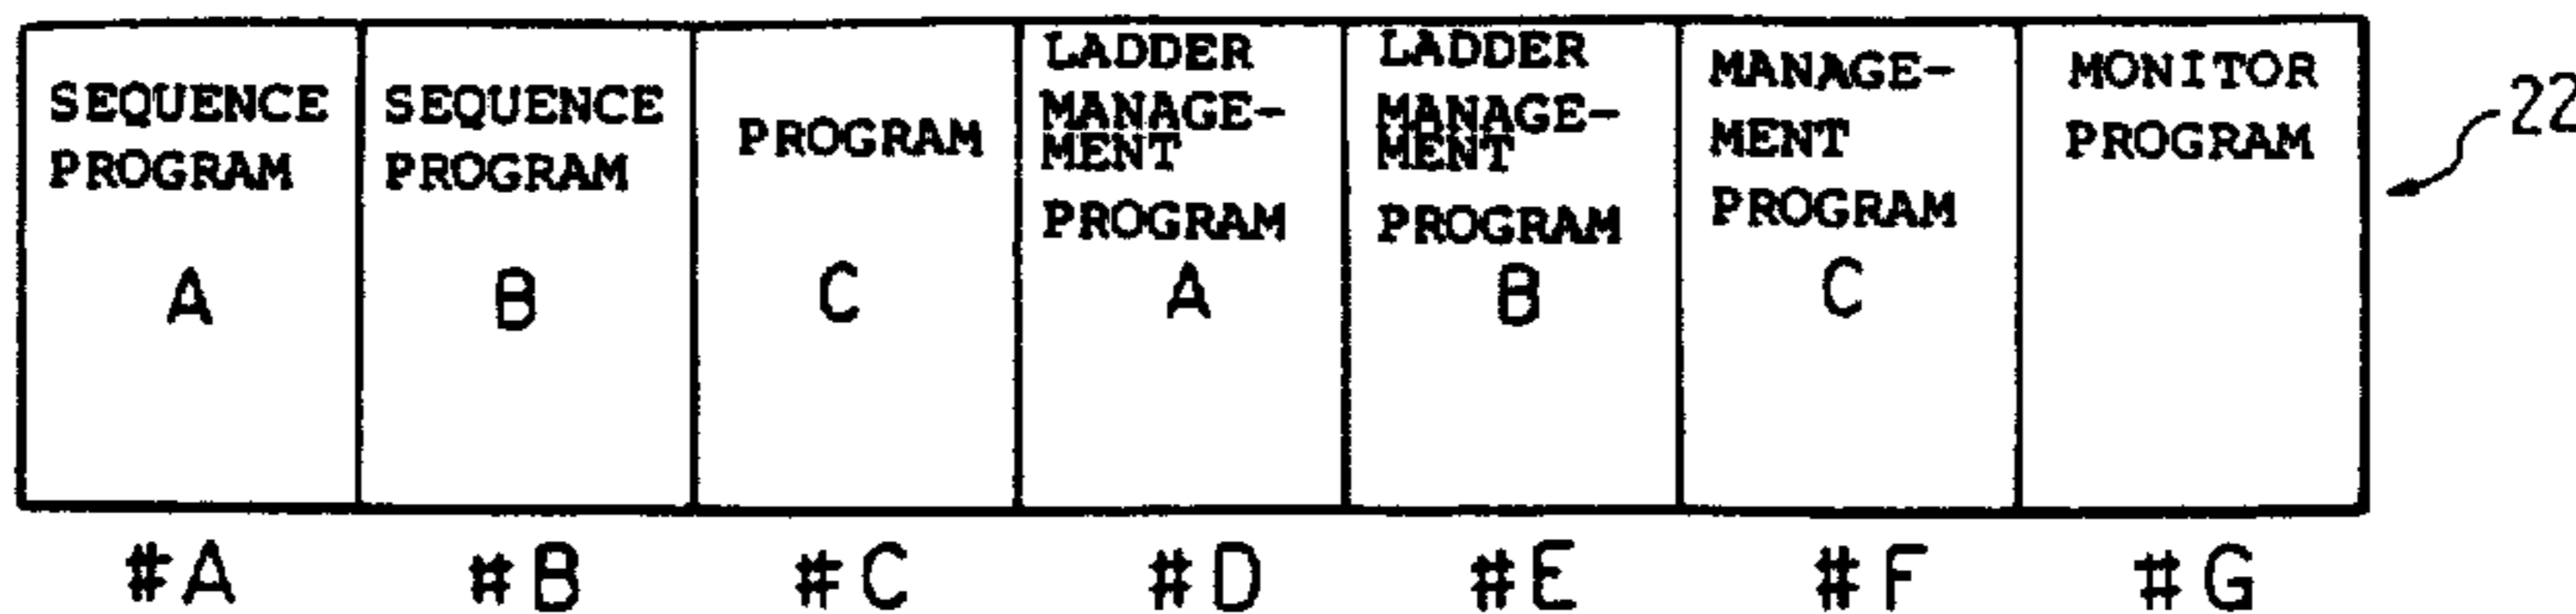 SEQUENCE
PROGRAM
A
SEQUENCE
PROGRAM
B
PROGRAM
C
LADDER
MANAGE-
MENT
PROGRAM
A
LADDER
MANAGE-
MENT
PROGRAM
B
MANAGE-
MENT
PROGRAM
C
MONITOR
PROGRAM
22
#A #B #C #D #E #F #G